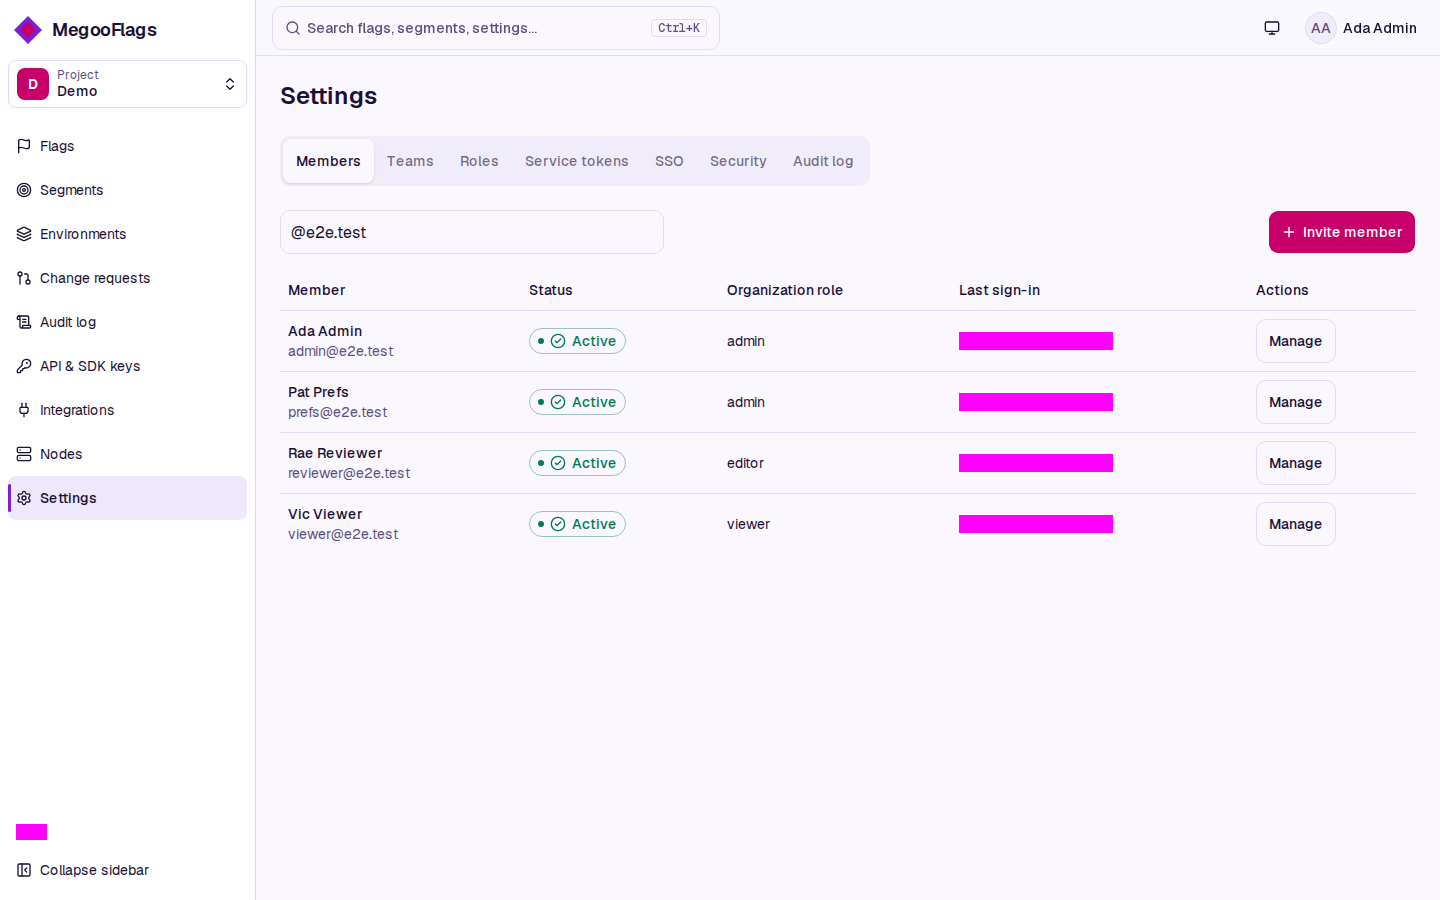 MegooFlags
Search flags, segments, settings...
Ctrl+K
AA
Ada Admin
D
Project
Demo
Flags
Segments
Environments
Change requests
Audit log
API & SDK keys
Integrations
Nodes
Settings
Collapse sidebar
Settings
Members Teams Roles Service tokens SSO Security Audit log
@e2e.test
Invite member
Member Status Organization role Last sign-in Actions
Ada Admin
admin@e2e.test
Active admin Manage
Pat Prefs
prefs@e2e.test
Active admin Manage
Rae Reviewer
reviewer@e2e.test
Active editor Manage
Vic Viewer
viewer@e2e.test
Active viewer Manage